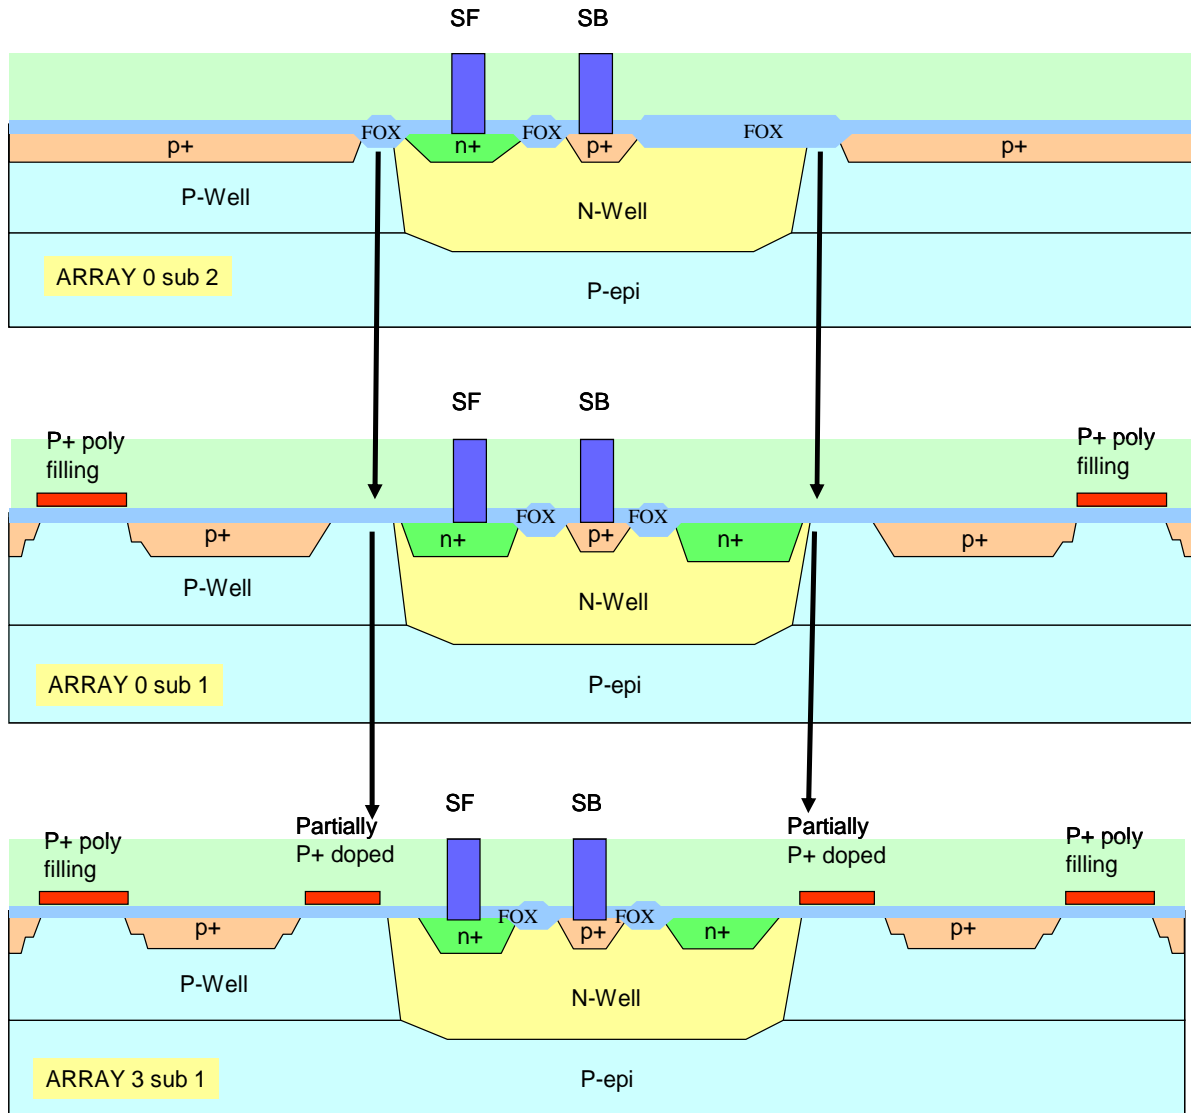 SF SB
FOX FOX FOX
p+ n+ p+ p+
P-Well N-Well
ARRAY 0 sub 2 P-epi
SF SB
P+ poly
filling
P+ poly
filling
FOX FOX
p+ n+ p+ n+ p+
P-Well N-Well
ARRAY 0 sub 1 P-epi
SF SB
P+ poly
filling
Partially
P+ doped
Partially
P+ doped
P+ poly
filling
FOX FOX
p+ n+ p+ n+ p+
P-Well N-Well
ARRAY 3 sub 1 P-epi